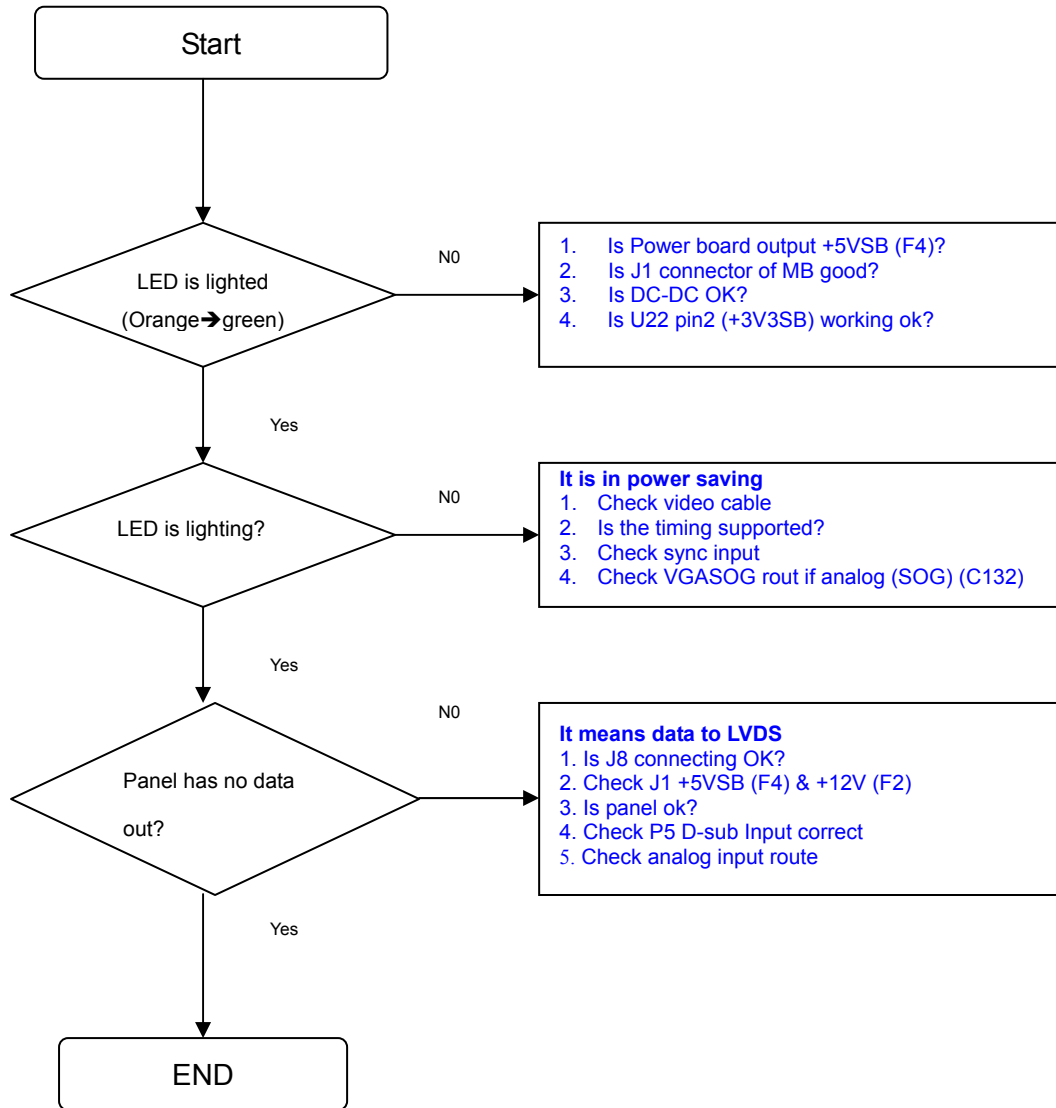 Start
LED is lighted
(Orange➔green)
N0
1. Is Power board output +5VSB (F4)?
2. Is J1 connector of MB good?
3. Is DC-DC OK?
4. Is U22 pin2 (+3V3SB) working ok?
Yes
LED is lighting?
N0
It is in power saving
1. Check video cable
2. Is the timing supported?
3. Check sync input
4. Check VGASOG rout if analog (SOG) (C132)
Yes
Panel has no data
out?
N0
It means data to LVDS
1. Is J8 connecting OK?
2. Check J1 +5VSB (F4) & +12V (F2)
3. Is panel ok?
4. Check P5 D-sub Input correct
5. Check analog input route
Yes
END